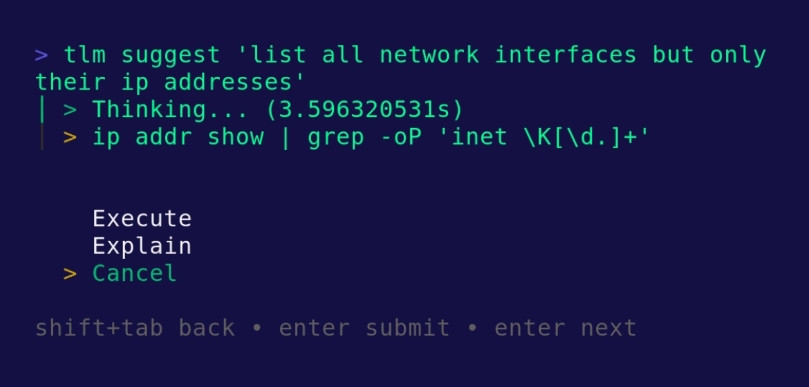 > tlm suggest 'list all network interfaces but only
their ip addresses'
> Thinking... (3.596320531s)
> ip addr show | grep -oP 'inet \K[\d.]+'
Execute
Explain
> Cancel
shift+tab back • enter submit • enter next